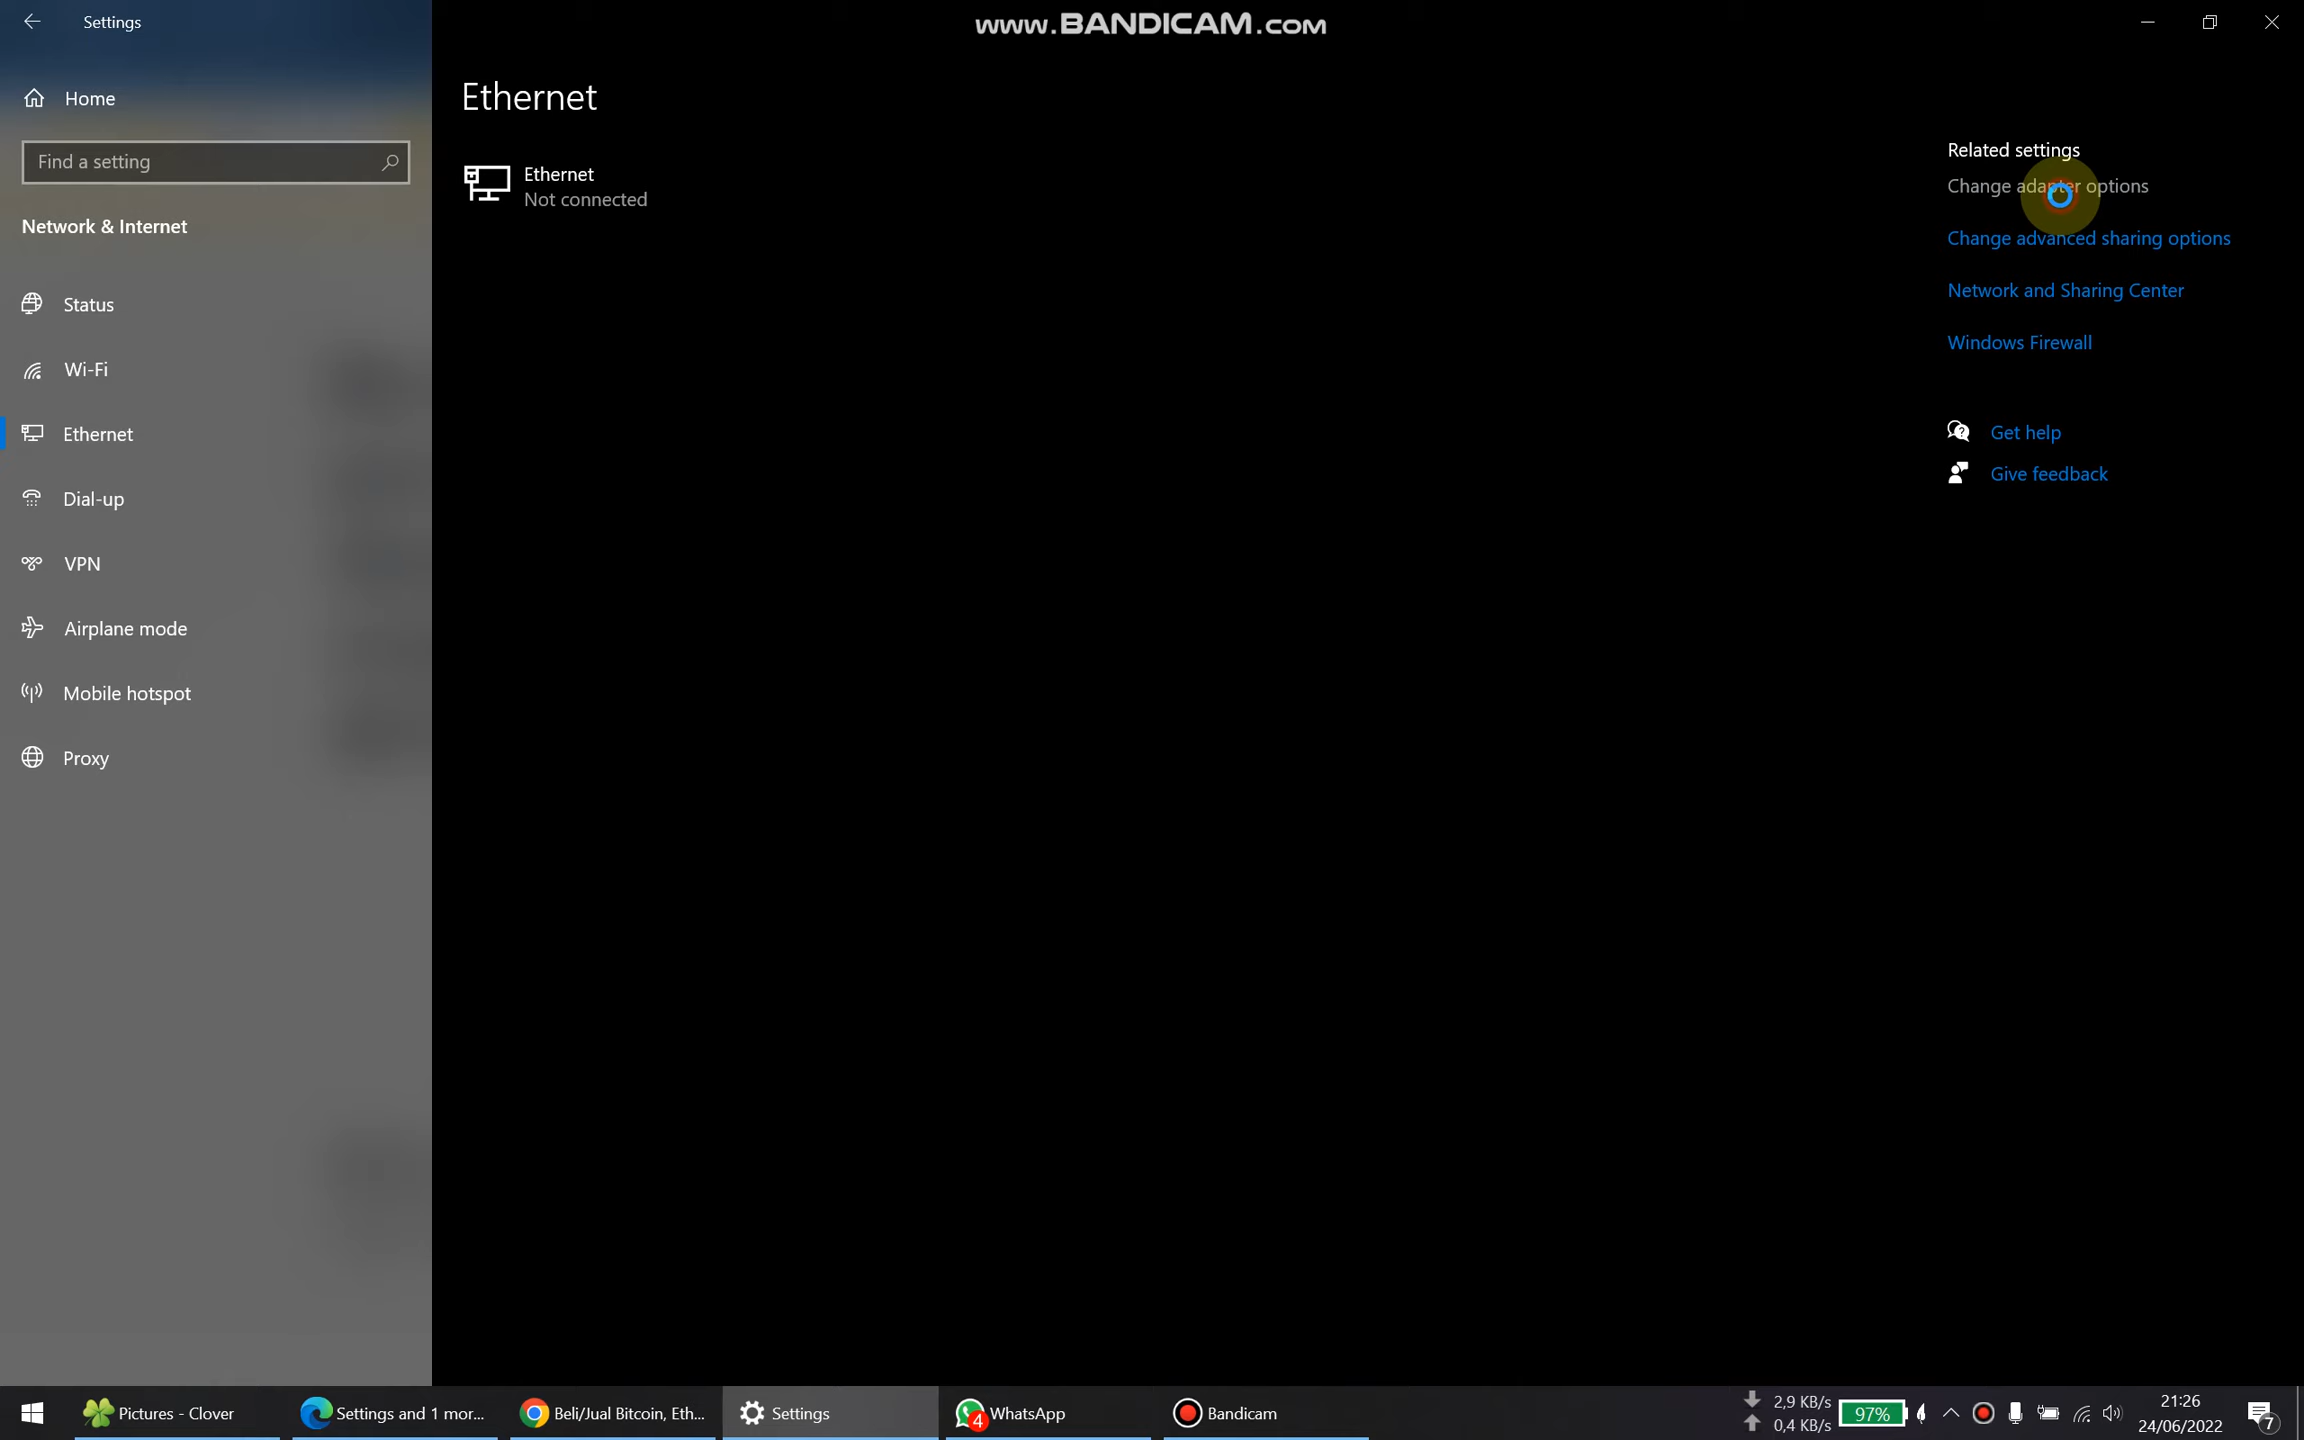 Settings
www.BANDICAM.com
Home
Find a setting
Network & Internet
Status
Wi-Fi
Ethernet
Dial-up
VPN
Airplane mode
Mobile hotspot
Proxy
Ethernet
Ethernet
Not connected
Related settings
Change adapter options
Change advanced sharing options
Network and Sharing Center
Windows Firewall
Get help
Give feedback
Pictures - Clover
Settings and 1 mor...
Beli/Jual Bitcoin, Eth...
Settings
4
WhatsApp
Bandicam
2,9 KB/s
0,4 KB/s
97%
21:26
24/06/2022
7